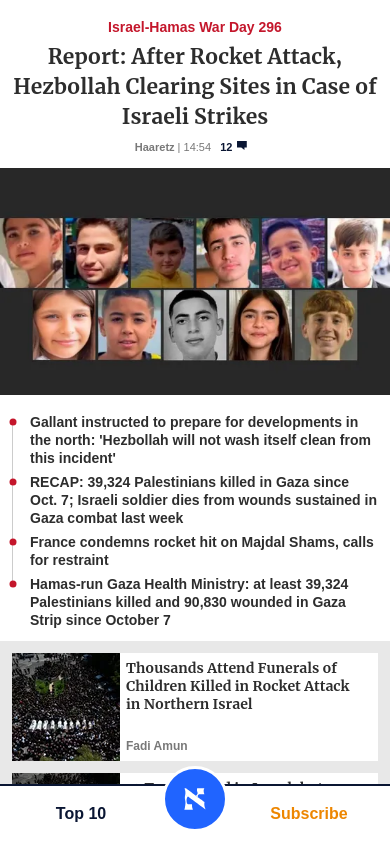 Israel-Hamas War Day 296
Report: After Rocket Attack,
Hezbollah Clearing Sites in Case of
Israeli Strikes
Haaretz | 14:54 12
Gallant instructed to prepare for developments in
the north: 'Hezbollah will not wash itself clean from
this incident'
RECAP: 39,324 Palestinians killed in Gaza since
Oct. 7; Israeli soldier dies from wounds sustained in
Gaza combat last week
France condemns rocket hit on Majdal Shams, calls
for restraint
Hamas-run Gaza Health Ministry: at least 39,324
Palestinians killed and 90,830 wounded in Gaza
Strip since October 7
Thousands Attend Funerals of
Children Killed in Rocket Attack
in Northern Israel
Fadi Amun
Top 10
Subscribe